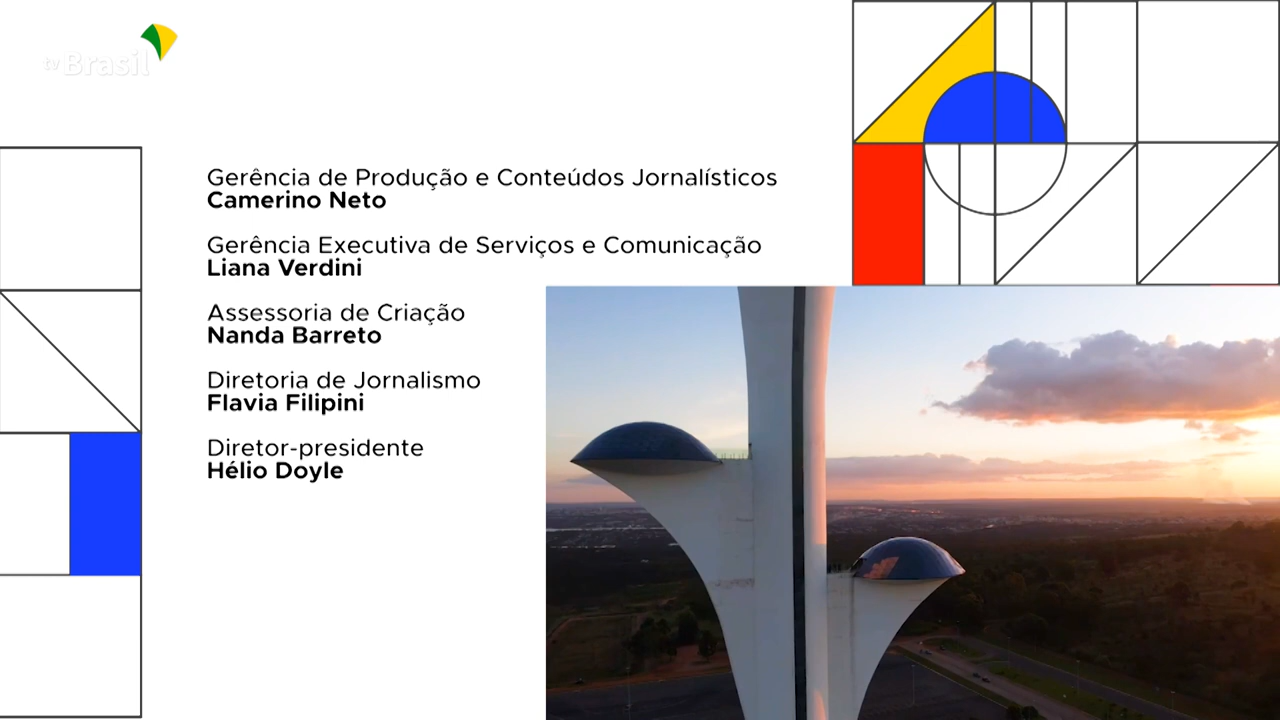 tv Brasil
Gerência de Produção e Conteúdos Jornalísticos
Camerino Neto
Gerência Executiva de Serviços e Comunicação
Liana Verdini
Assessoria de Criação
Nanda Barreto
Diretoria de Jornalismo
Flavia Filipini
Diretor-presidente
Hélio Doyle